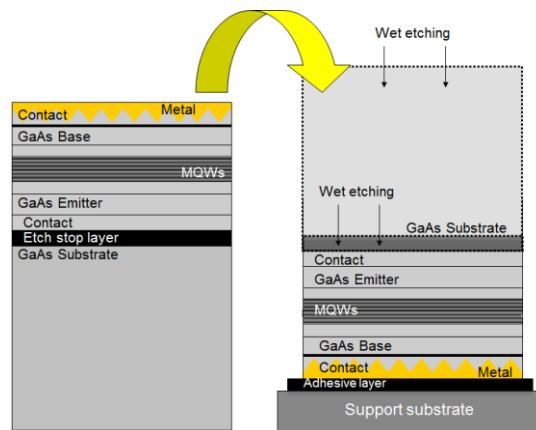 Contact Metal
GaAs Base
MQWs
GaAs Emitter
Contact
Etch stop layer
GaAs Substrate
Wet etching
Wet etching
GaAs Substrate
Contact
GaAs Emitter
MQWs
GaAs Base
Contact Metal
Adhesive layer
Support substrate